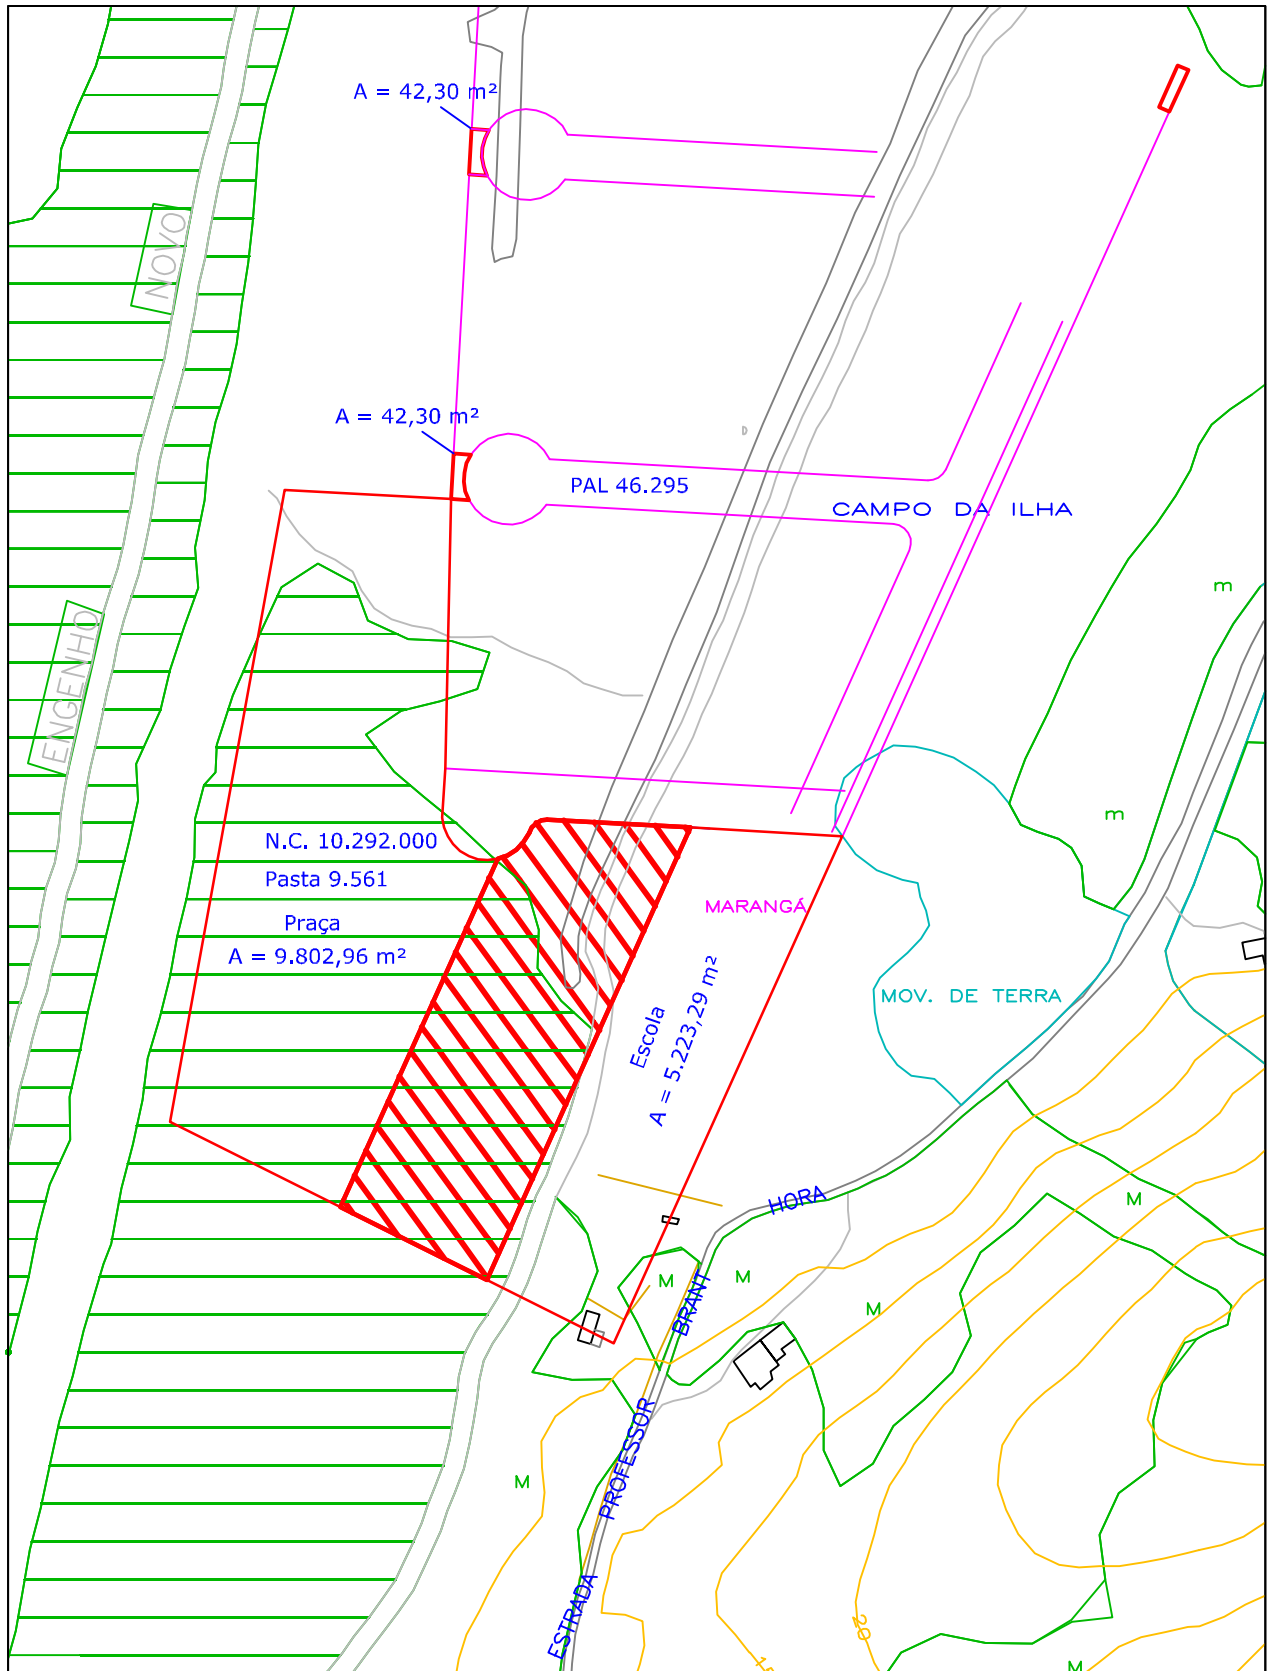 A = 42,30 m²
NOVO
A = 42,30 m²
PAL 46.295
CAMPO DA ILHA
m
ENGENHO
m
N.C. 10.292.000
Pasta 9.561
Praça
A = 9.802,96 m²
MARANGÁ
MOV. DE TERRA
Escola
A = 5.223,29 m²
M
M
M
M
M
ESTRADA PROFESSOR BRANT HORA
20
M